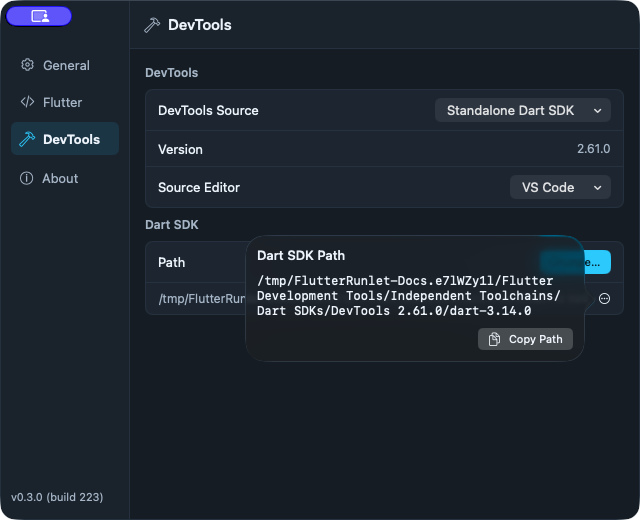 DevTools
General
Flutter
DevTools
About
DevTools
DevTools Source
Standalone Dart SDK
Version
2.61.0
Source Editor
VS Code
Dart SDK
Path
/tmp/FlutterRun
Dart SDK Path
/tmp/FlutterRunlet-Docs.e7lWZy1l/Flutter
Development Tools/Independent Toolchains/
Dart SDKs/DevTools 2.61.0/dart-3.14.0
Copy Path
v0.3.0 (build 223)